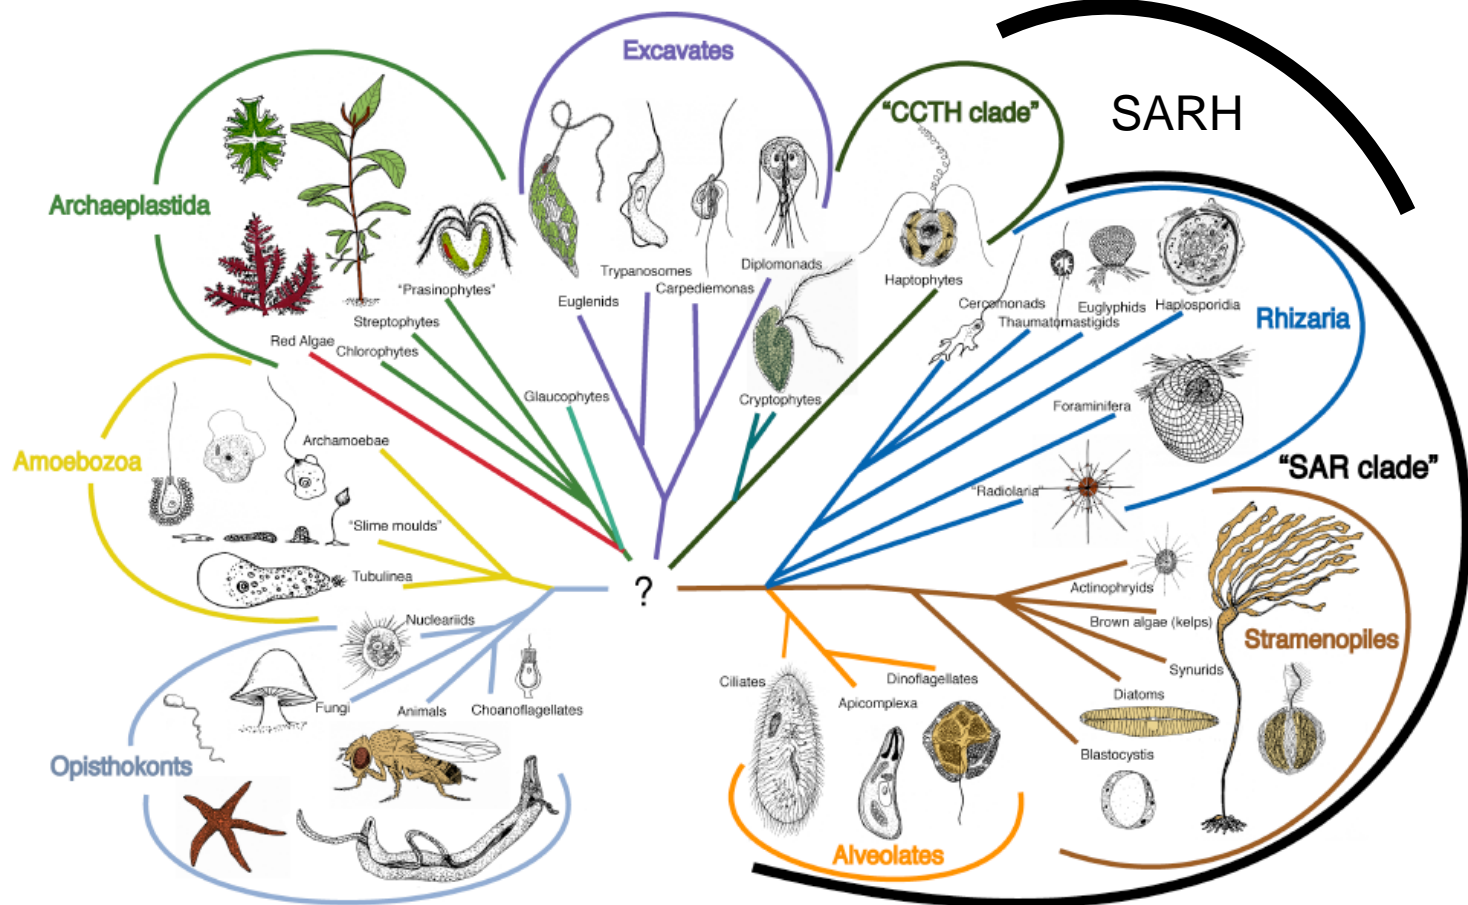 Excavates
"CCTH clade"
SARH
Archaeplastida
Trypanosomes
Diplomonads
Haptophytes
"Prasinophytes"
Carpediemonas
Euglenids
Cercomonads
Euglyphids
Haplosporidia
Thaumatomastigids
Rhizaria
Streptophytes
Red Algae
Chlorophytes
Glaucophytes
Cryptophytes
Foraminifera
Archamoebae
Amoebozoa
"SAR clade"
"Radiolaria"
"Slime moulds"
Tubulinea
?
Actinophryids
Nucleariids
Brown algae (kelps)
Stramenopiles
Synurids
Ciliates
Dinoflagellates
Diatoms
Fungi
Animals
Choanoflagellates
Apicomplexa
Blastocystis
Opisthokonts
Alveolates